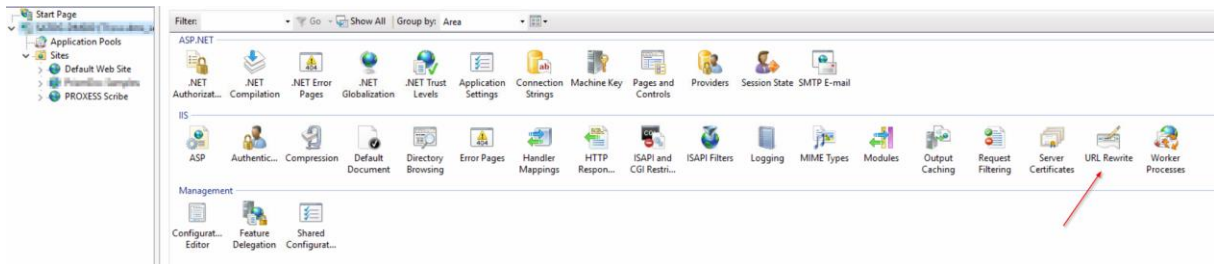 Start Page
Application Pools
Sites
Default Web Site
PROXESS Scribe
Filter: Go Show All Group by: Area
ASP.NET
.NET Authorizat... .NET Compilation .NET Error Pages .NET Globalization .NET Trust Levels Application Settings Connection Strings Machine Key Pages and Controls Providers Session State SMTP E-mail
IIS
ASP Authentic... Compression Default Document Directory Browsing Error Pages Handler Mappings HTTP Respon... ISAPI and CGI Restri... ISAPI Filters Logging MIME Types Modules Output Caching Request Filtering Server Certificates URL Rewrite Worker Processes
Management
Configurat... Editor Feature Delegation Shared Configurat...